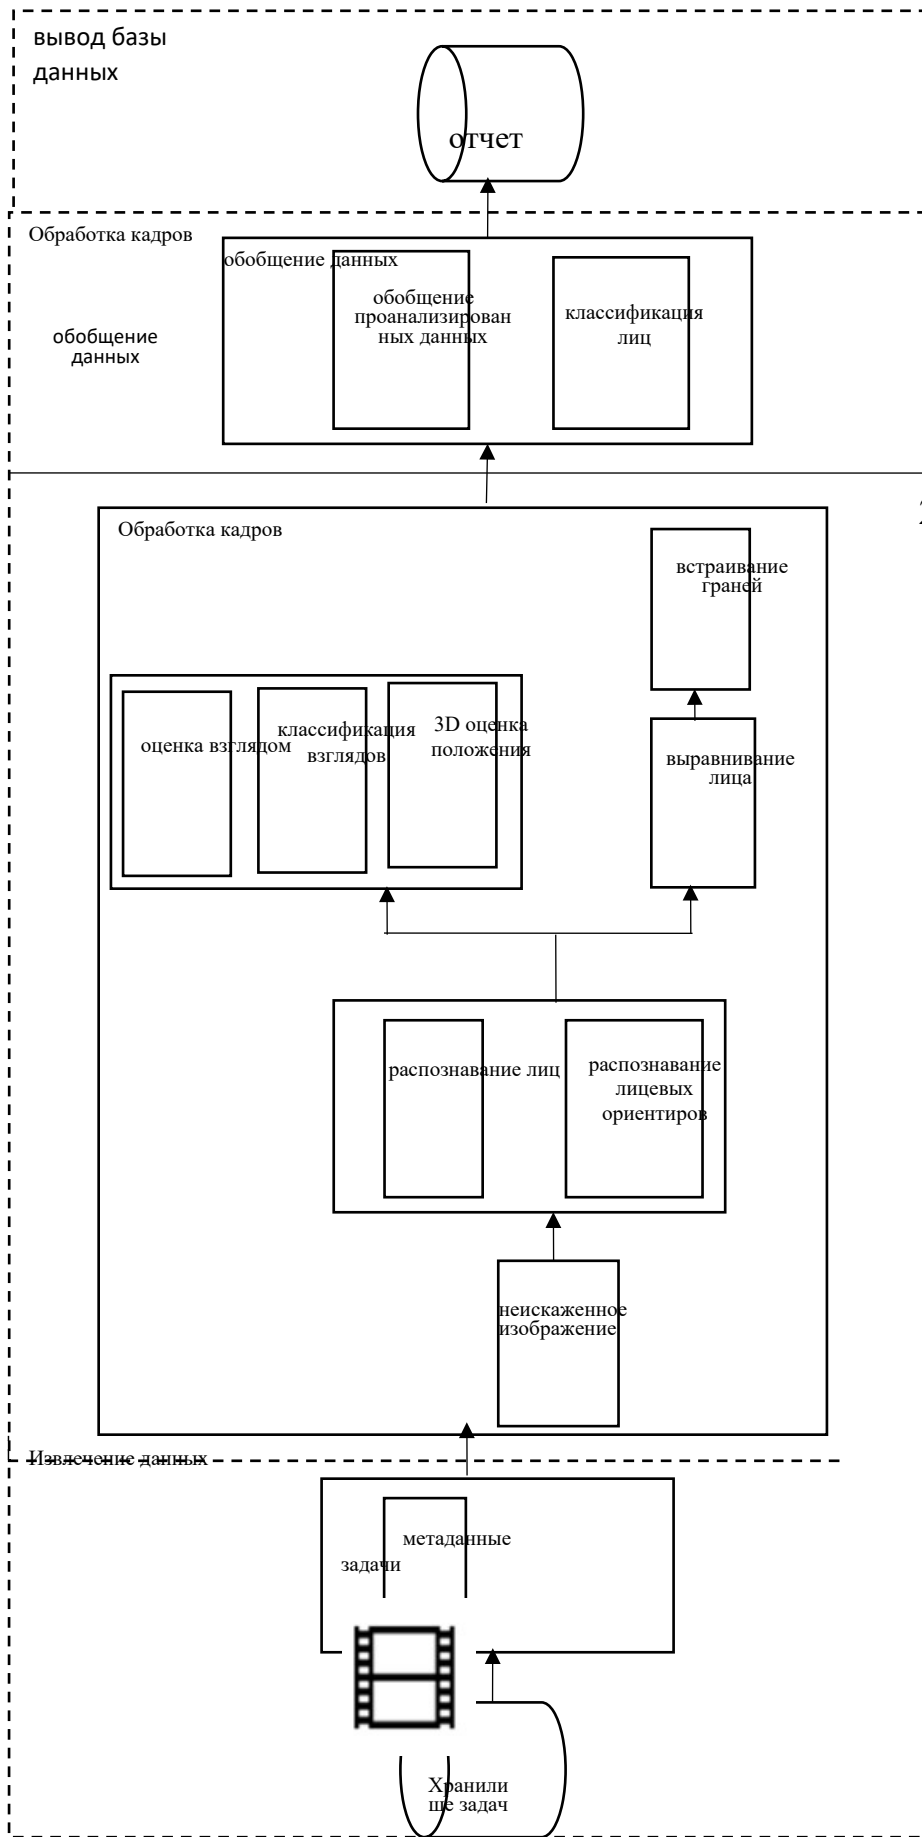 вывод базы
данных
отчет
Обработка кадров
обобщение данных
обобщение
проанализирован
ных данных
классификация
лиц
обобщение
данных
Обработка кадров
встраивание
граней
оценка взглядом
классификация
взглядов
3D оценка
положения
выравнивание
лица
распознавание лиц
распознавание
лицевых
ориентиров
неискаженное
изображение
Извлечение данных
метаданные
задачи
Хранили
ще задач